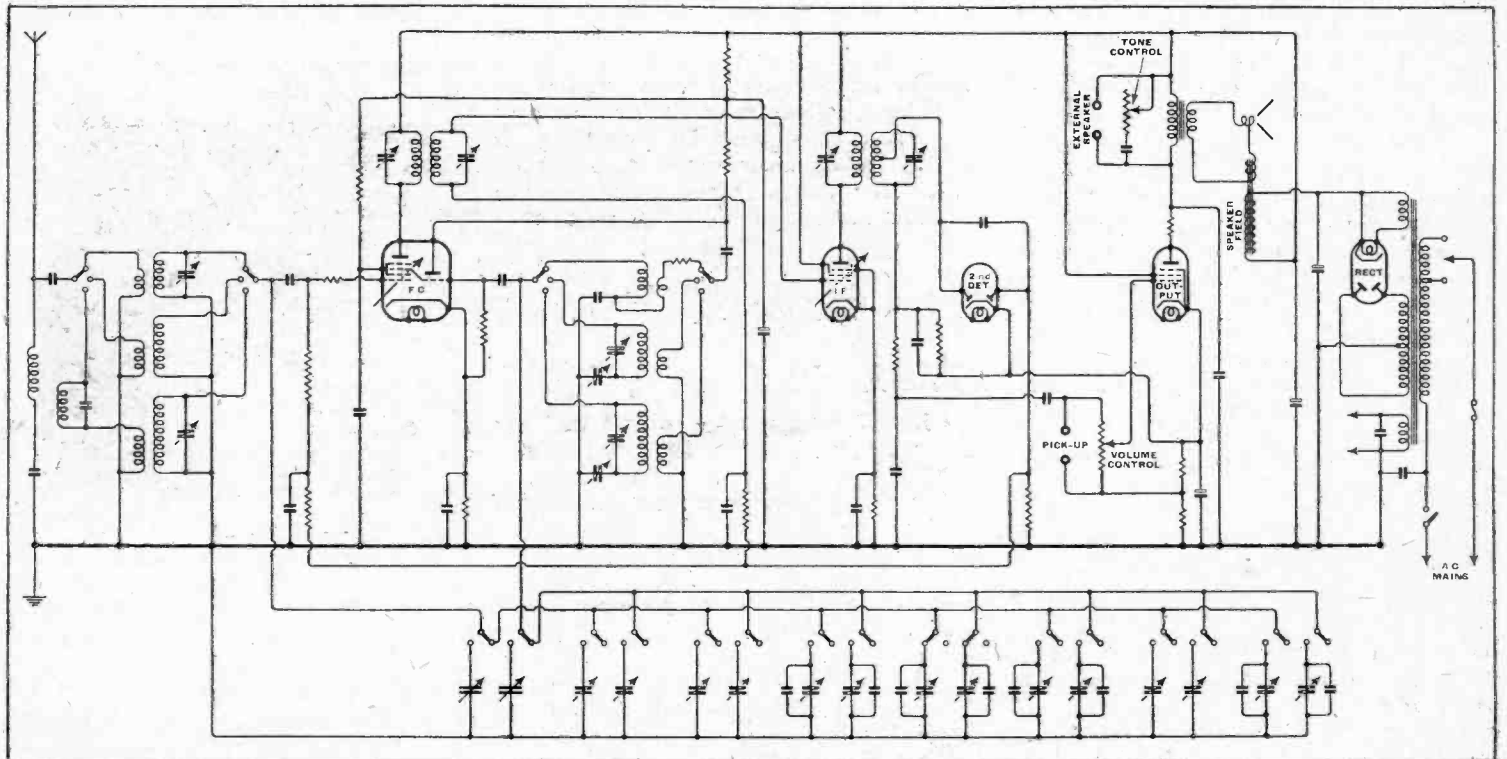 TONE
CONTROL
EXTERNAL
SPEAKER
SPEAKER
FIELD
F C
I F
2nd
DET
OUT-
PUT
RECT
PICK-UP
VOLUME
CONTROL
A C
MAINS